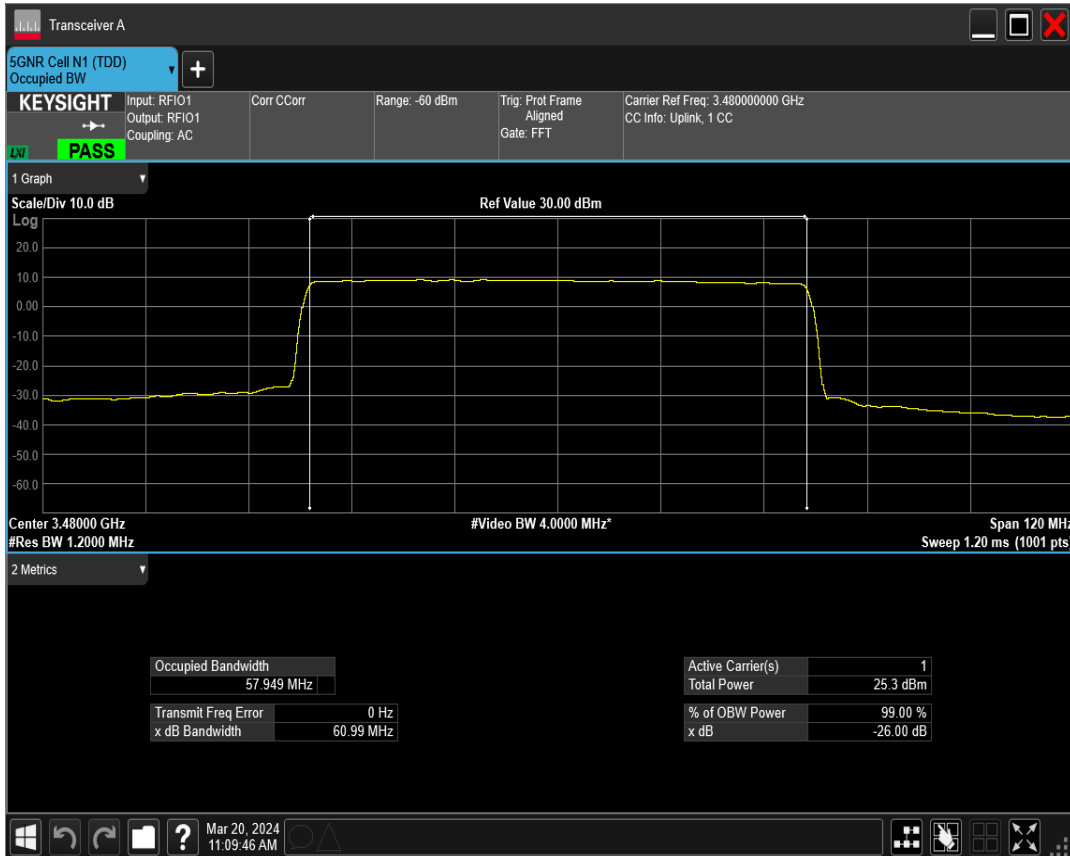 Transceiver A
5GNR Cell N1 (TDD)
Occupied BW
+
KEYSIGHT
LXI
PASS
Input: RFIO1
Output: RFIO1
Coupling: AC
Corr CCorr
Range: -60 dBm
Trig: Prot Frame
Aligned
Gate: FFT
Carrier Ref Freq: 3.480000000 GHz
CC Info: Uplink, 1 CC
1 Graph
Scale/Div 10.0 dB
Ref Value 30.00 dBm
Log
20.0
10.0
0.00
-10.0
-20.0
-30.0
-40.0
-50.0
-60.0
Center 3.48000 GHz
#Video BW 4.0000 MHz*
Span 120 MHz
#Res BW 1.2000 MHz
Sweep 1.20 ms (1001 pts)
2 Metrics
Occupied Bandwidth
57.949 MHz
Transmit Freq Error 0 Hz
x dB Bandwidth 60.99 MHz
Active Carrier(s) 1
Total Power 25.3 dBm
% of OBW Power 99.00 %
x dB -26.00 dB
?
Mar 20, 2024
11:09:46 AM